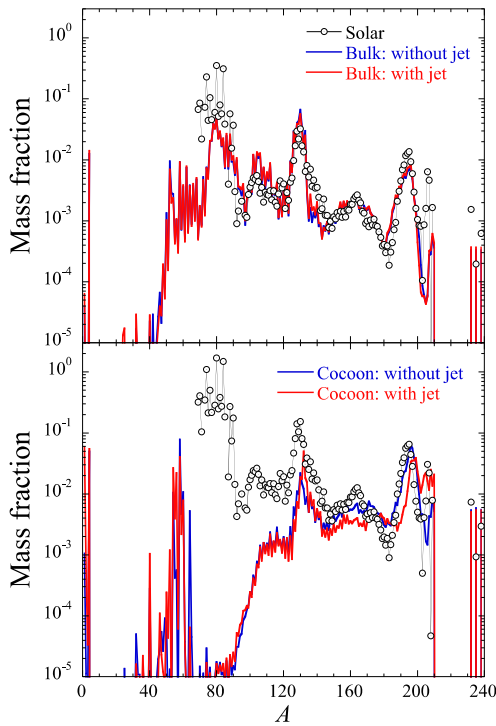 Solar
Bulk: without jet
Bulk: with jet
Mass fraction
10^0
10^-1
10^-2
10^-3
10^-4
10^-5
Cocoon: without jet
Cocoon: with jet
Mass fraction
10^0
10^-1
10^-2
10^-3
10^-4
10^-5
0 40 80 120 160 200 240
A